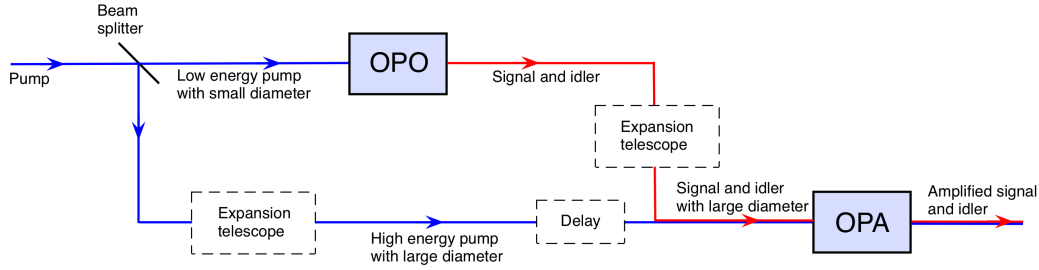 Beam
splitter
Pump
Low energy pump
with small diameter
OPO
Signal and idler
Expansion
telescope
Expansion
telescope
High energy pump
with large diameter
Delay
Signal and idler
with large diameter
OPA
Amplified signal
and idler